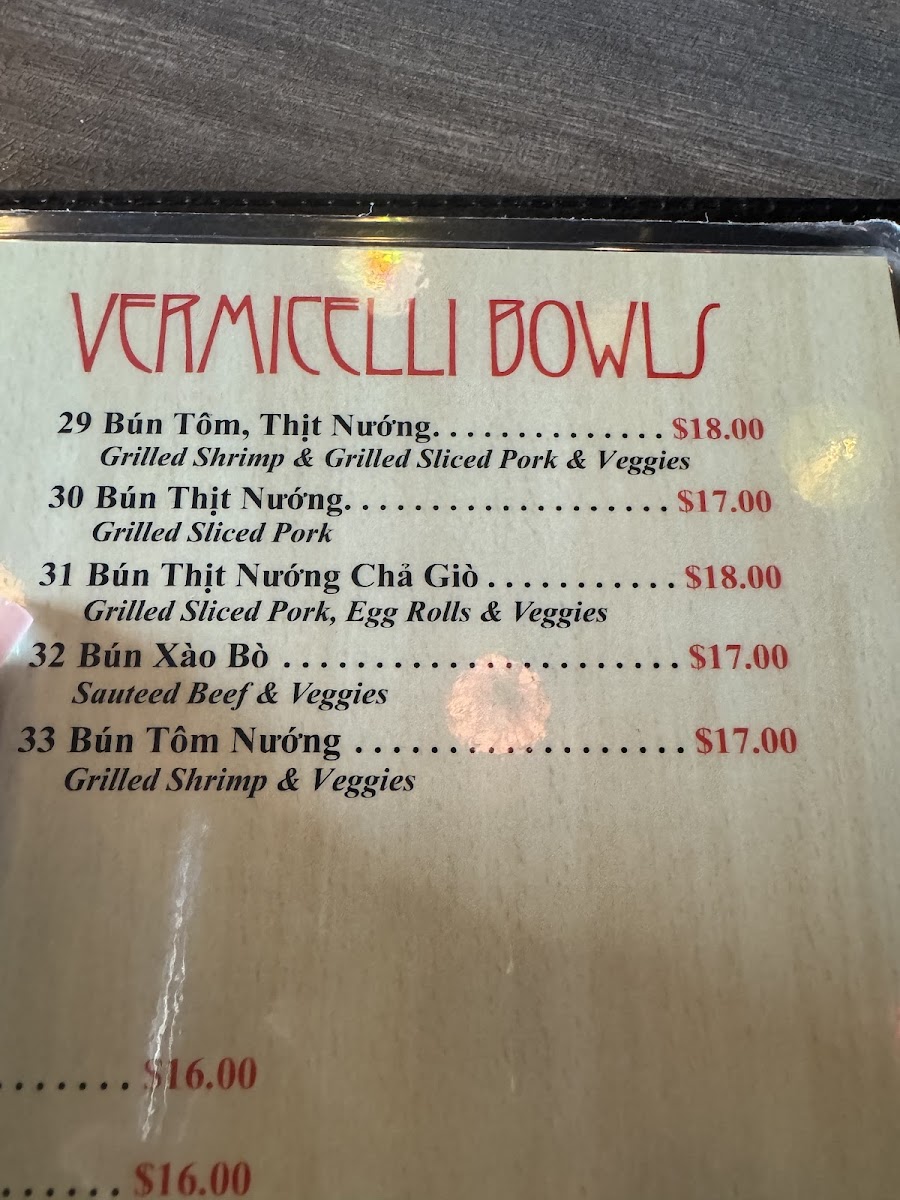 VERMICELLI BOWLS
29 Bún Tôm, Thịt Nướng.............. $18.00
Grilled Shrimp & Grilled Sliced Pork & Veggies
30 Bún Thịt Nướng.................... $17.00
Grilled Sliced Pork
31 Bún Thịt Nướng Chả Giò ............ $18.00
Grilled Sliced Pork, Egg Rolls & Veggies
32 Bún Xào Bò ........................ $17.00
Sauteed Beef & Veggies
33 Bún Tôm Nướng ................... $17.00
Grilled Shrimp & Veggies
....... $16.00
...... $16.00